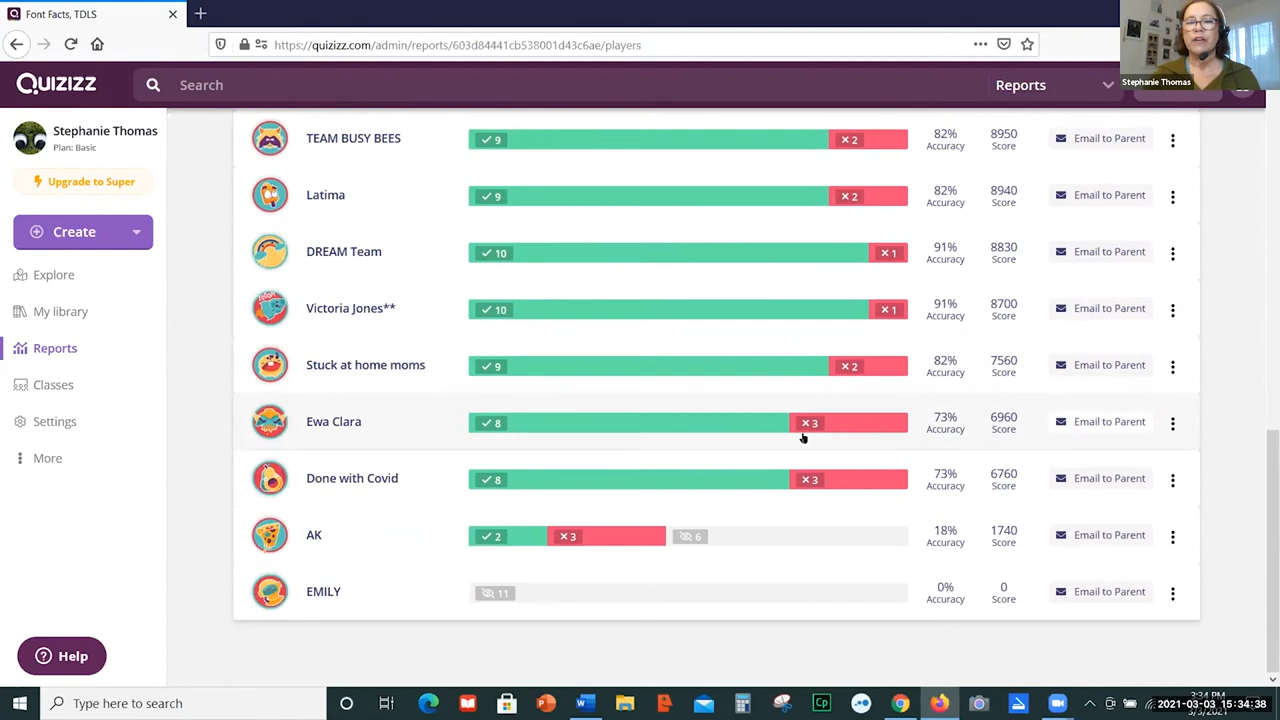 Font Facts, TDLS
https://quizizz.com/admin/reports/603d84441cb538001d43c6ae/players
Stephanie Thomas
QUIZIZZ
Search
Reports
Stephanie Thomas
Plan: Basic
Upgrade to Super
Create
Explore
My library
Reports
Classes
Settings
More
Help
TEAM BUSY BEES 9 2 82% Accuracy 8950 Score Email to Parent
Latima 9 2 82% Accuracy 8940 Score Email to Parent
DREAM Team 10 1 91% Accuracy 8830 Score Email to Parent
Victoria Jones** 10 1 91% Accuracy 8700 Score Email to Parent
Stuck at home moms 9 2 82% Accuracy 7560 Score Email to Parent
Ewa Clara 8 3 73% Accuracy 6960 Score Email to Parent
Done with Covid 8 3 73% Accuracy 6760 Score Email to Parent
AK 2 3 6 18% Accuracy 1740 Score Email to Parent
EMILY 11 0% Accuracy 0 Score Email to Parent
Type here to search
3:34 PM
2021-03-03 15:34:38